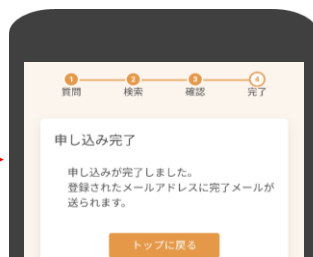 1 2 3 4
質問 検索 確認 完了
申し込み完了
申し込みが完了しました。
登録されたメールアドレスに完了メールが
送られます。
トップに戻る